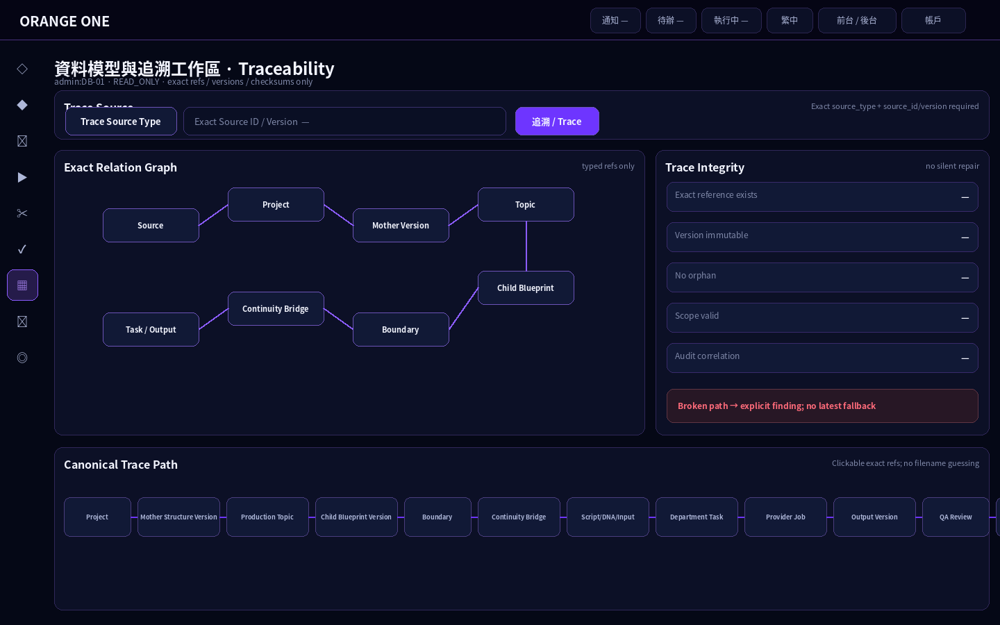 ORANGE ONE
通知 —
待辦 —
執行中 —
繁中
前台 / 後台
帳戶
資料模型與追溯工作區 · Traceability
admin:DB-01 · READ_ONLY · exact refs / versions / checksums only
Trace Source
Exact source_type + source_id/version required
Trace Source Type
Exact Source ID / Version —
追溯 / Trace
Exact Relation Graph
typed refs only
Project
Topic
Source
Mother Version
Child Blueprint
Continuity Bridge
Task / Output
Boundary
Trace Integrity
no silent repair
Exact reference exists —
Version immutable —
No orphan —
Scope valid —
Audit correlation —
Broken path → explicit finding; no latest fallback
Canonical Trace Path
Clickable exact refs; no filename guessing
Project
Mother Structure Version
Production Topic
Child Blueprint Version
Boundary
Continuity Bridge
Script/DNA/Input
Department Task
Provider Job
Output Version
QA Review